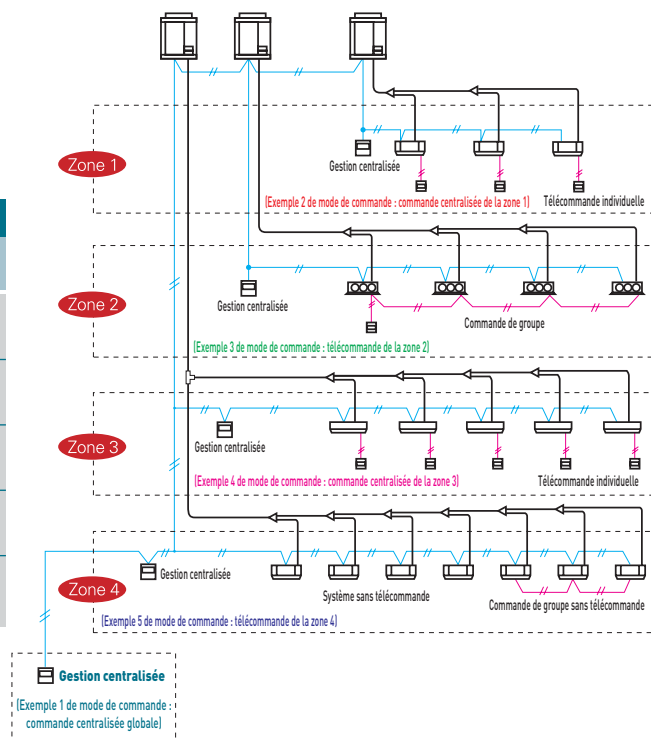 Zone 1
Gestion centralisée
(Exemple 2 de mode de commande : commande centralisée de la zone 1)
Télécommande individuelle
Zone 2
Gestion centralisée
Commande de groupe
(Exemple 3 de mode de commande : télécommande de la zone 2)
Zone 3
Gestion centralisée
(Exemple 4 de mode de commande : commande centralisée de la zone 3)
Télécommande individuelle
Zone 4
Gestion centralisée
Système sans télécommande
Commande de groupe sans télécommande
(Exemple 5 de mode de commande : télécommande de la zone 4)
Gestion centralisée
(Exemple 1 de mode de commande :
commande centralisée globale)